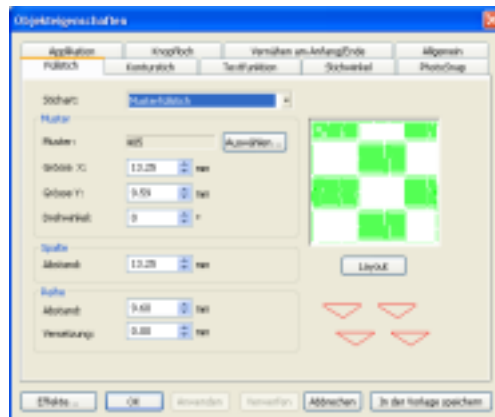 Objekteigenschaften
Applikation Knopfloch Vernähen am Anfang/Ende Allgemein
Füllstich Konturstich Textfunktion Stichwinkel PhotoSnap
Stichart: Musterfüllstich
Muster
Muster: Auswählen...
Grösse X: 13.25 mm
Grösse Y: 9.59 mm
Drehwinkel: 0 °
Spalte
Abstand: 13.25 mm
Layout
Reihe
Abstand: 9.60 mm
Versetzung: 0.00 mm
Effekte... OK Anwenden Verwerfen Abbrechen In der Vorlage speichern